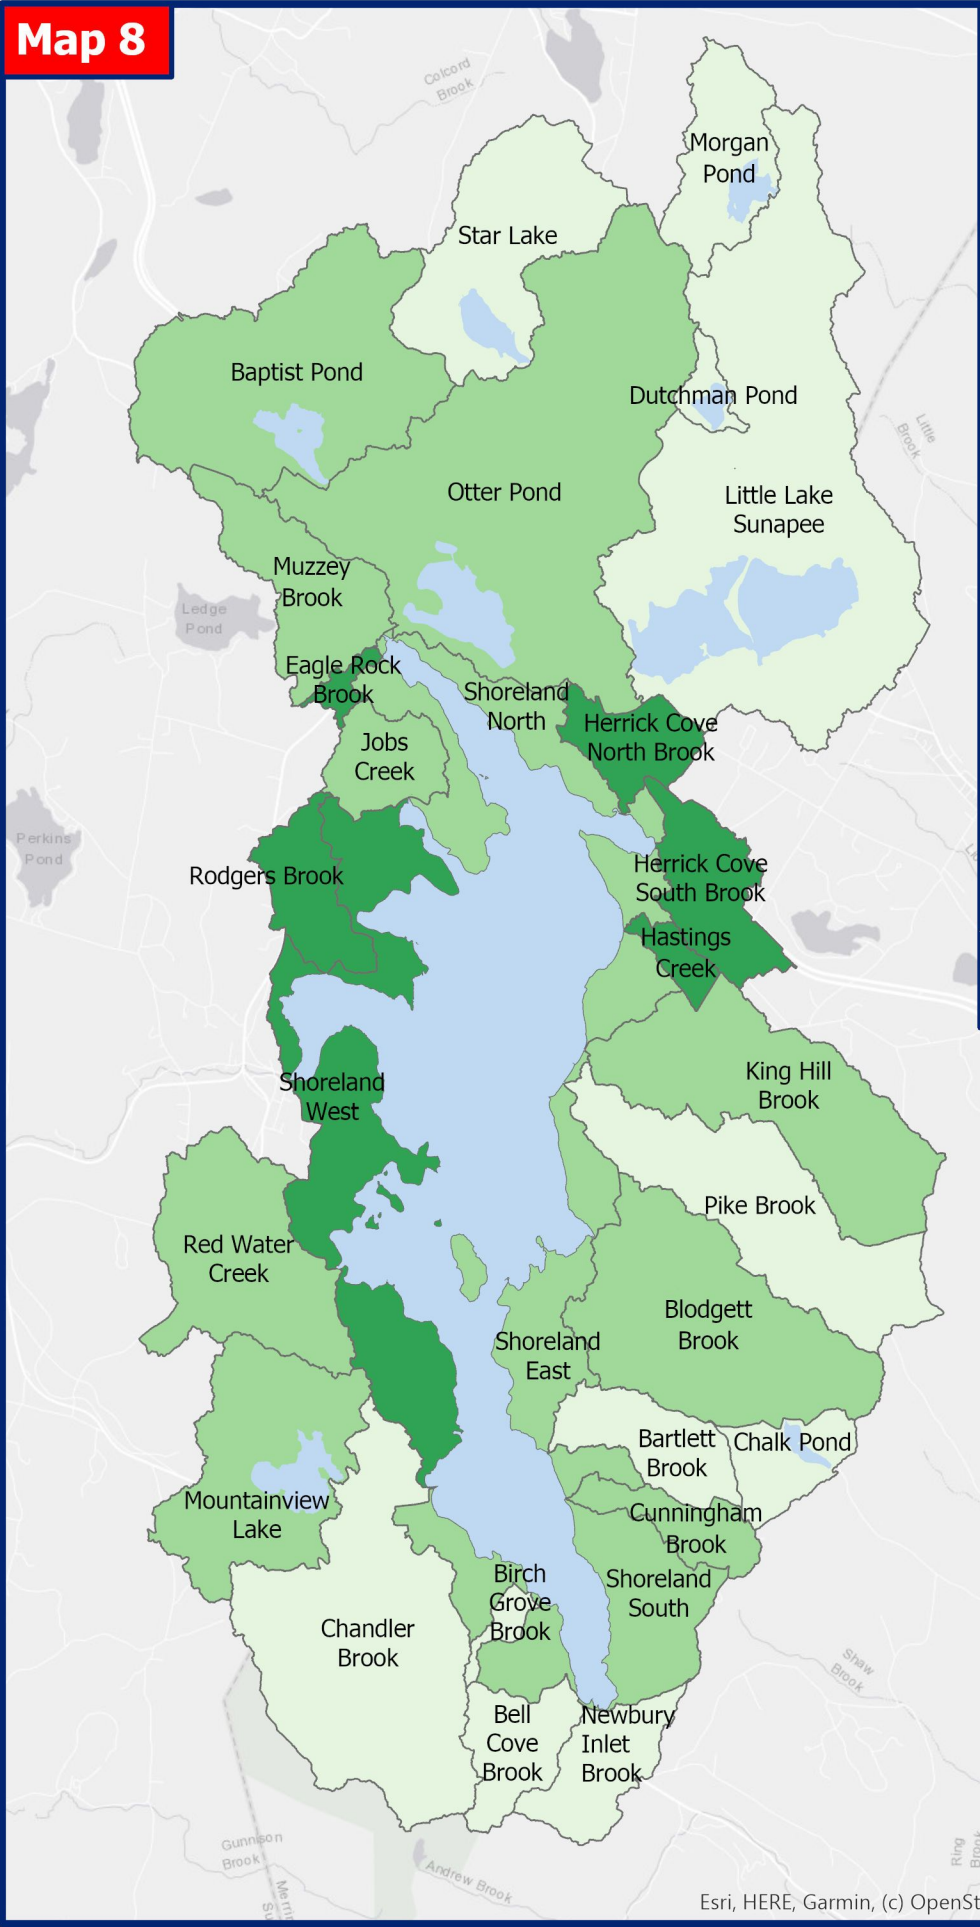 Map 8
Colcord
Brook
Morgan
Pond
Star Lake
Baptist Pond
Dutchman Pond
Little
Brook
Otter Pond
Little Lake
Sunapee
Muzzey
Brook
Ledge
Pond
Eagle Rock
Brook
Shoreland
North
Herrick Cove
North Brook
Jobs
Creek
Perkins
Pond
Rodgers Brook
Herrick Cove
South Brook
Hastings
Creek
King Hill
Brook
Shoreland
West
Pike Brook
Red Water
Creek
Blodgett
Brook
Shoreland
East
Bartlett
Brook
Chalk Pond
Mountainview
Lake
Cunningham
Brook
Birch
Grove
Brook
Shoreland
South
Chandler
Brook
Shaw
Brook
Bell
Cove
Brook
Newbury
Inlet
Brook
Gunnison
Brook
Andrew Brook
Merrin
Su
Ring
Brook
Esri, HERE, Garmin, (c) OpenSt